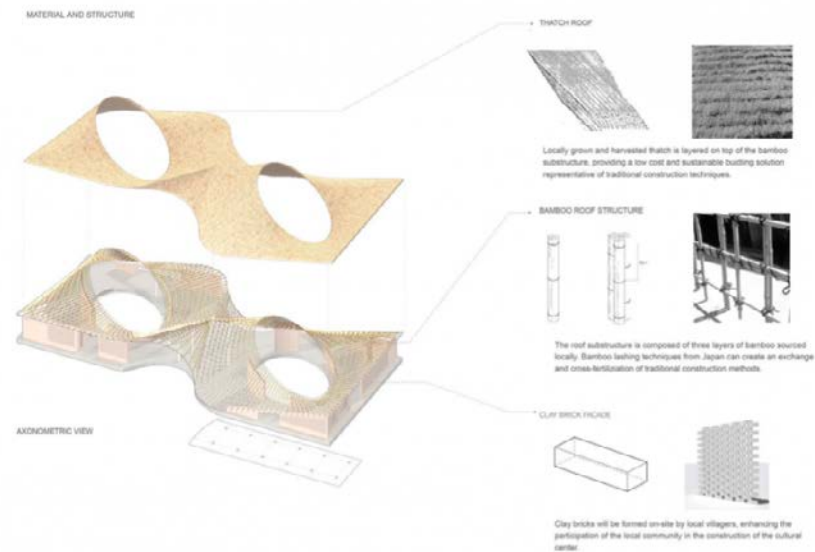 MATERIAL AND STRUCTURE
THATCH ROOF
Locally grown and harvested thatch is layered on top of the bamboo
substructure, providing a low cost and sustainable building solution
representative of traditional construction techniques.
BAMBOO ROOF STRUCTURE
The roof substructure is composed of three layers of bamboo sourced
locally. Bamboo lashing techniques from Japan can create an exchange
and cross-fertilization of traditional construction methods.
AXONOMETRIC VIEW
CLAY BRICK FACADE
Clay bricks will be formed on-site by local villagers, enhancing the
participation of the local community in the construction of the cultural
center.